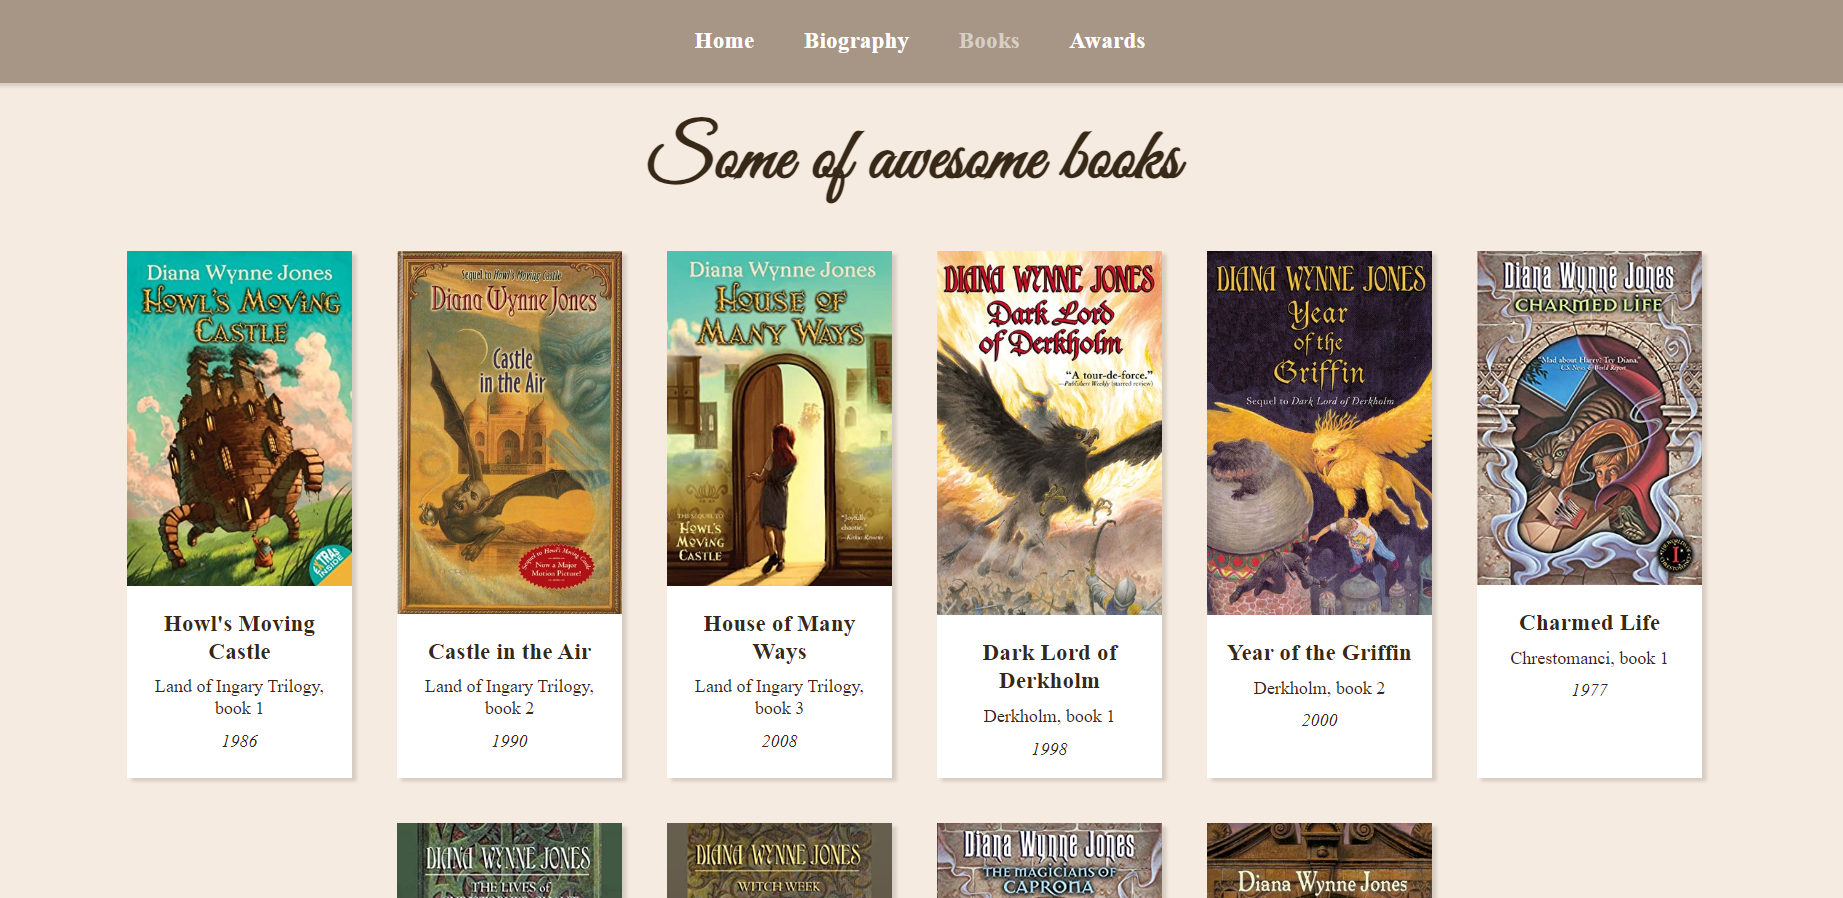 Home Biography Books Awards
Some of awesome books
Diana Wynne Jones
HOWL'S MOVING
CASTLE
EXTRAS
INSIDE
Howl's Moving
Castle
Land of Ingary Trilogy,
book 1
1986
Sequel to Howl's Moving Castle
Diana Wynne Jones
Castle
in the Air
Sequel to Howl's Moving Castle
Now a Major
Motion Picture!
Castle in the Air
Land of Ingary Trilogy,
book 2
1990
Diana Wynne Jones
HOUSE OF
MANY WAYS
THE SEQUEL TO
HOWL'S
MOVING
CASTLE
"Joyfully
chaotic."
—Kirkus Reviews
House of Many
Ways
Land of Ingary Trilogy,
book 3
2008
DIANA WYNNE JONES
Dark Lord
of Derkholm
"A tour-de-force."
—Publishers Weekly (starred review)
Dark Lord of
Derkholm
Derkholm, book 1
1998
DIANA WYNNE JONES
Year
of the
Griffin
Sequel to Dark Lord of Derkholm
Year of the Griffin
Derkholm, book 2
2000
Diana Wynne Jones
CHARMED LIFE
"Mad about Harry? Try Diana."
U.S. News & World Report
I
Charmed Life
Chrestomanci, book 1
1977
DIANA WYNNE JONES
THE LIVES of
DIANA WYNNE JONES
WITCH WEEK
Diana Wynne Jones
THE MAGICIANS OF
CAPRONA
Diana Wynne Jones